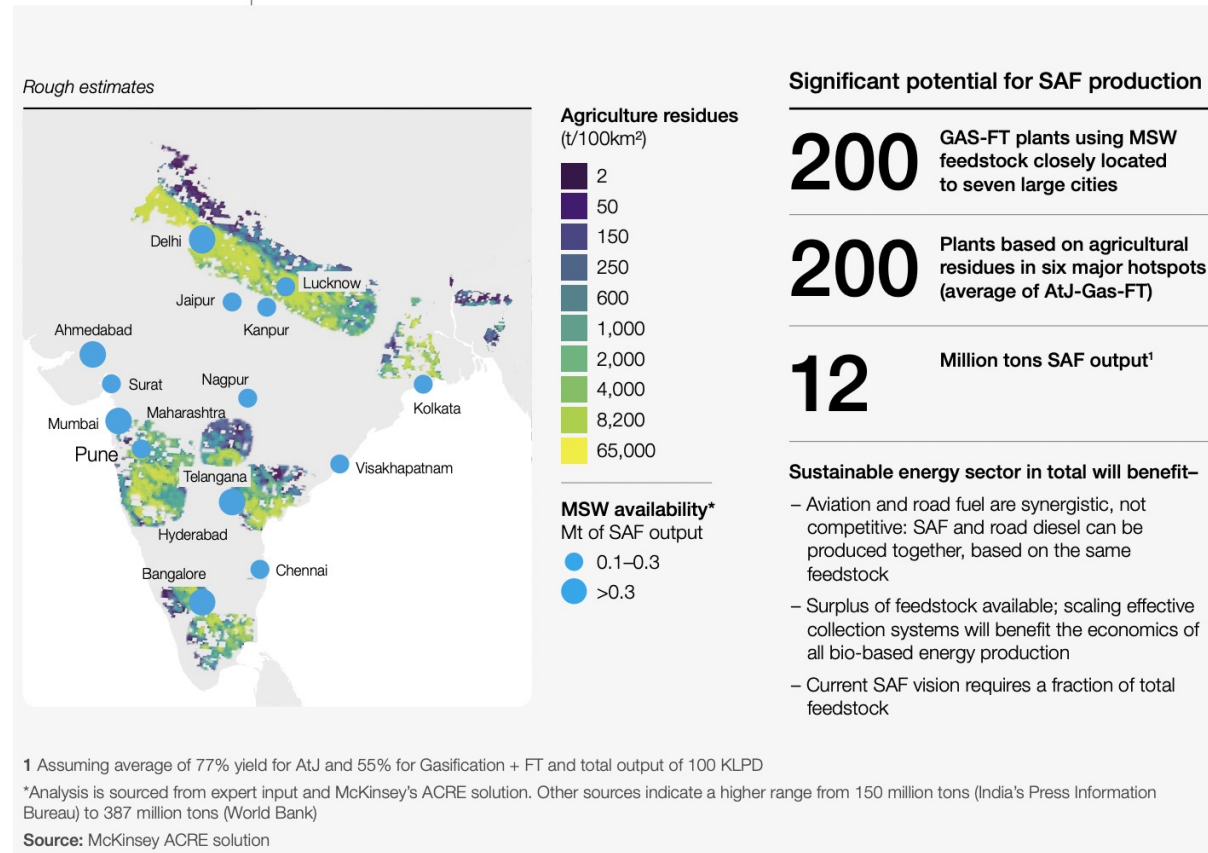 Rough estimates
Delhi
Lucknow
Jaipur
Kanpur
Ahmedabad
Surat
Nagpur
Kolkata
Maharashtra
Mumbai
Pune
Visakhapatnam
Telangana
Hyderabad
Bangalore
Chennai
Agriculture residues
(t/100km²)
2
50
150
250
600
1,000
2,000
4,000
8,200
65,000
MSW availability*
Mt of SAF output
0.1–0.3
>0.3
Significant potential for SAF production
200
GAS-FT plants using MSW
feedstock closely located
to seven large cities
200
Plants based on agricultural
residues in six major hotspots
(average of AtJ-Gas-FT)
12
Million tons SAF output¹
Sustainable energy sector in total will benefit–
– Aviation and road fuel are synergistic, not
competitive: SAF and road diesel can be
produced together, based on the same
feedstock
– Surplus of feedstock available; scaling effective
collection systems will benefit the economics of
all bio-based energy production
– Current SAF vision requires a fraction of total
feedstock
1 Assuming average of 77% yield for AtJ and 55% for Gasification + FT and total output of 100 KLPD
*Analysis is sourced from expert input and McKinsey's ACRE solution. Other sources indicate a higher range from 150 million tons (India's Press Information
Bureau) to 387 million tons (World Bank)
Source: McKinsey ACRE solution